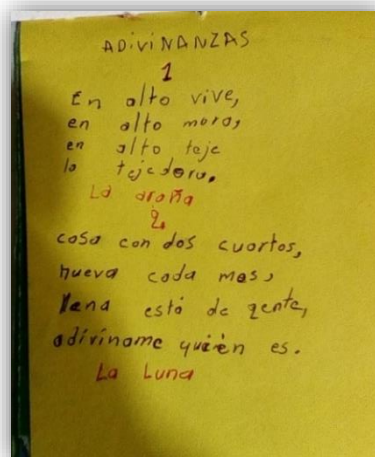 ADIVINANZAS
1
En alto vive,
en alto mora,
en alto teje
la tejedora.
La araña
2.
casa con dos cuartos,
nueva cada mes,
llena está de gente,
adivíname quién es.
La Luna